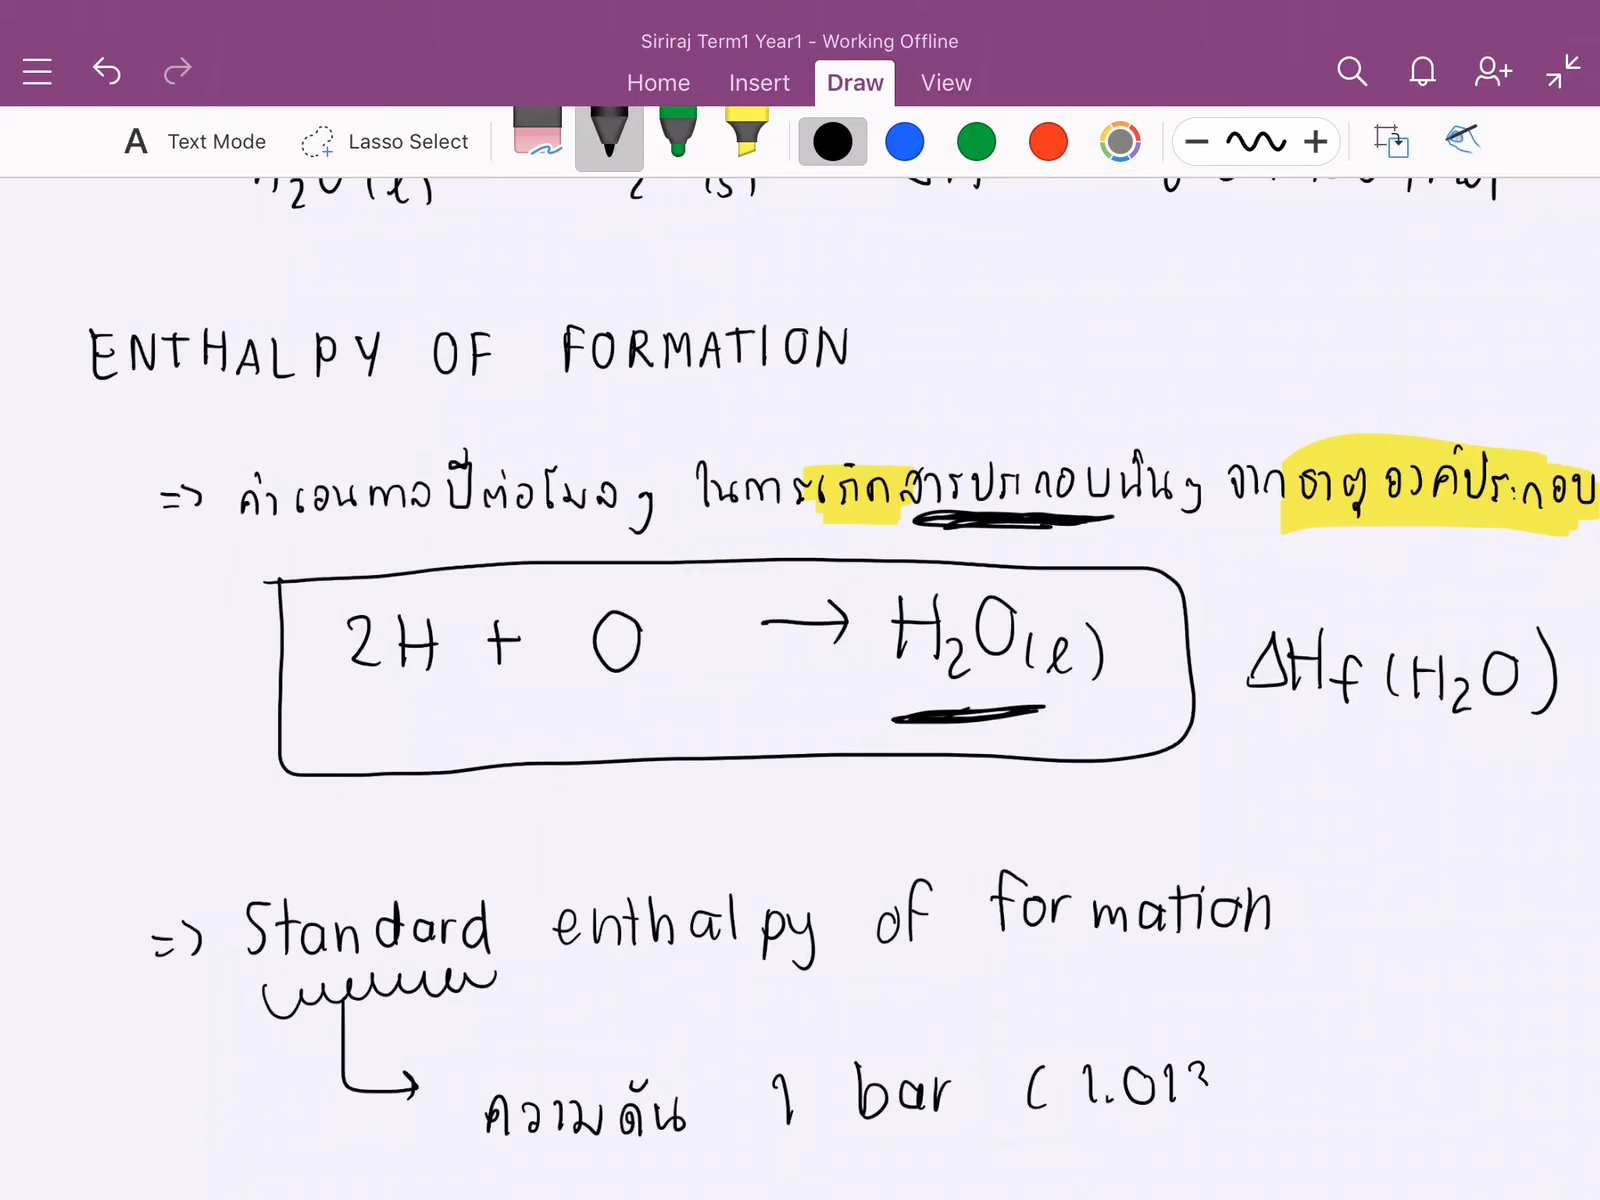 Siriraj Term1 Year1 - Working Offline
Home Insert Draw View
A Text Mode Lasso Select
ENTHALPY OF FORMATION
=> ค่าเอนทาลปีต่อโมลๆ ในการเกิดสารประกอบนั้นๆ จากธาตุองค์ประกอบ
2H + O → H₂O(l) ΔHf (H₂O)
=> Standard enthalpy of formation
ความดัน 1 bar ( 1.01